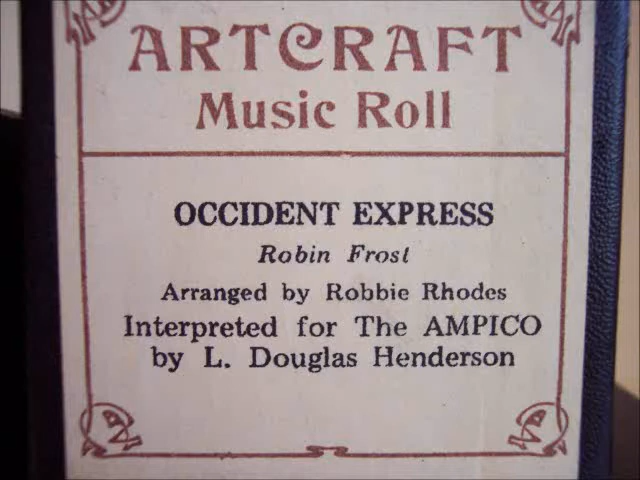 ARTCRAFT
Music Roll
OCCIDENT EXPRESS
Robin Frost
Arranged by Robbie Rhodes
Interpreted for The AMPICO
by L. Douglas Henderson